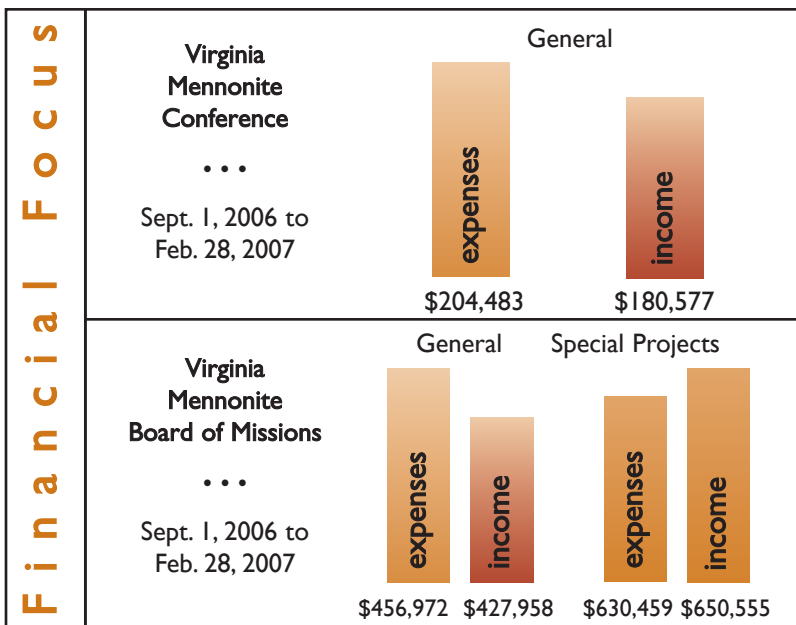 Financial Focus
Virginia
Mennonite
Conference
• • •
Sept. 1, 2006 to
Feb. 28, 2007
General
expenses
income
$204,483
$180,577
Virginia
Mennonite
Board of Missions
• • •
Sept. 1, 2006 to
Feb. 28, 2007
General
Special Projects
expenses
income
expenses
income
$456,972
$427,958
$630,459
$650,555